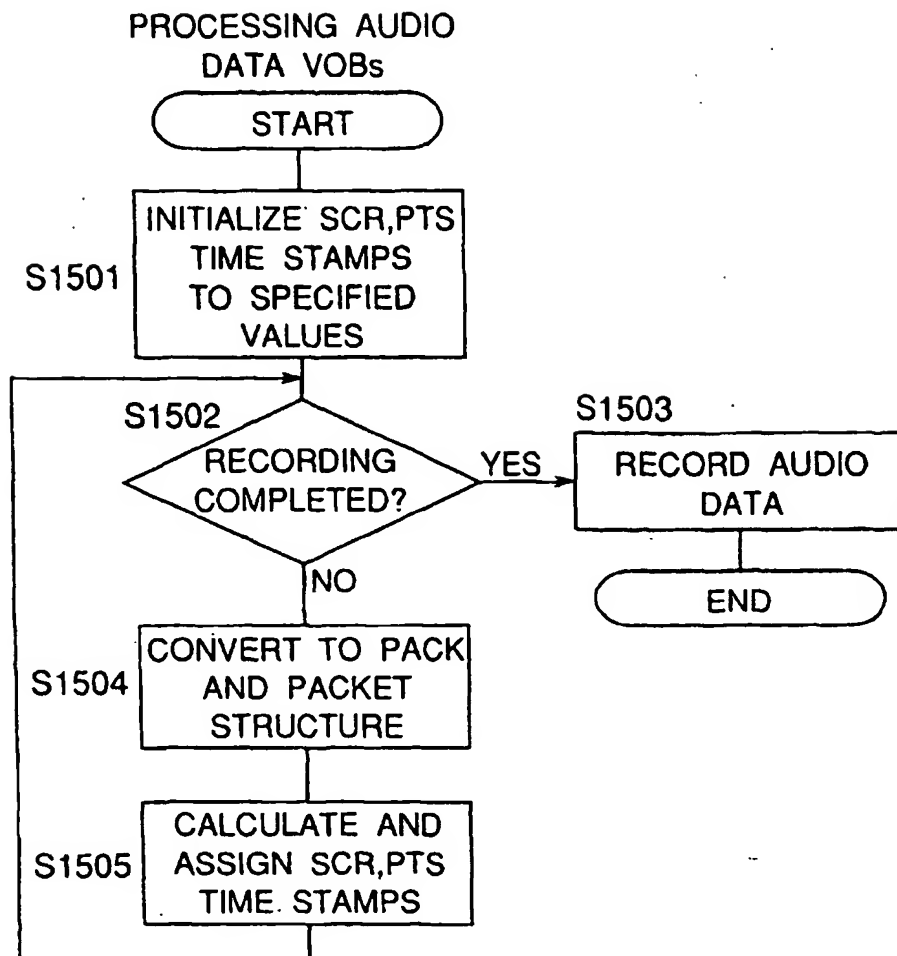 PROCESSING AUDIO
DATA VOBs
START
S1501
INITIALIZE SCR,PTS
TIME STAMPS
TO SPECIFIED
VALUES
S1502
RECORDING
COMPLETED?
YES
S1503
RECORD AUDIO
DATA
END
NO
S1504
CONVERT TO PACK
AND PACKET
STRUCTURE
S1505
CALCULATE AND
ASSIGN SCR,PTS
TIME. STAMPS